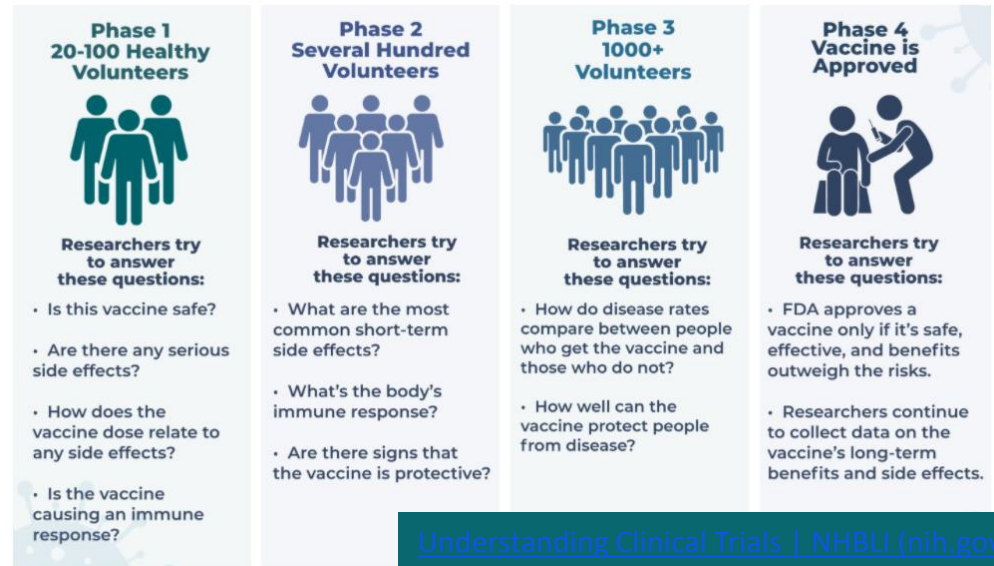 Phase 1
20-100 Healthy
Volunteers
Researchers try
to answer
these questions:
• Is this vaccine safe?
• Are there any serious
side effects?
• How does the
vaccine dose relate to
any side effects?
• Is the vaccine
causing an immune
response?
Phase 2
Several Hundred
Volunteers
Researchers try
to answer
these questions:
• What are the most
common short-term
side effects?
• What's the body's
immune response?
• Are there signs that
the vaccine is protective?
Phase 3
1000+
Volunteers
Researchers try
to answer
these questions:
• How do disease rates
compare between people
who get the vaccine and
those who do not?
• How well can the
vaccine protect people
from disease?
Phase 4
Vaccine is
Approved
Researchers try
to answer
these questions:
• FDA approves a
vaccine only if it's safe,
effective, and benefits
outweigh the risks.
• Researchers continue
to collect data on the
vaccine's long-term
benefits and side effects.
Understanding Clinical Trials | NHBLI (nih.gov